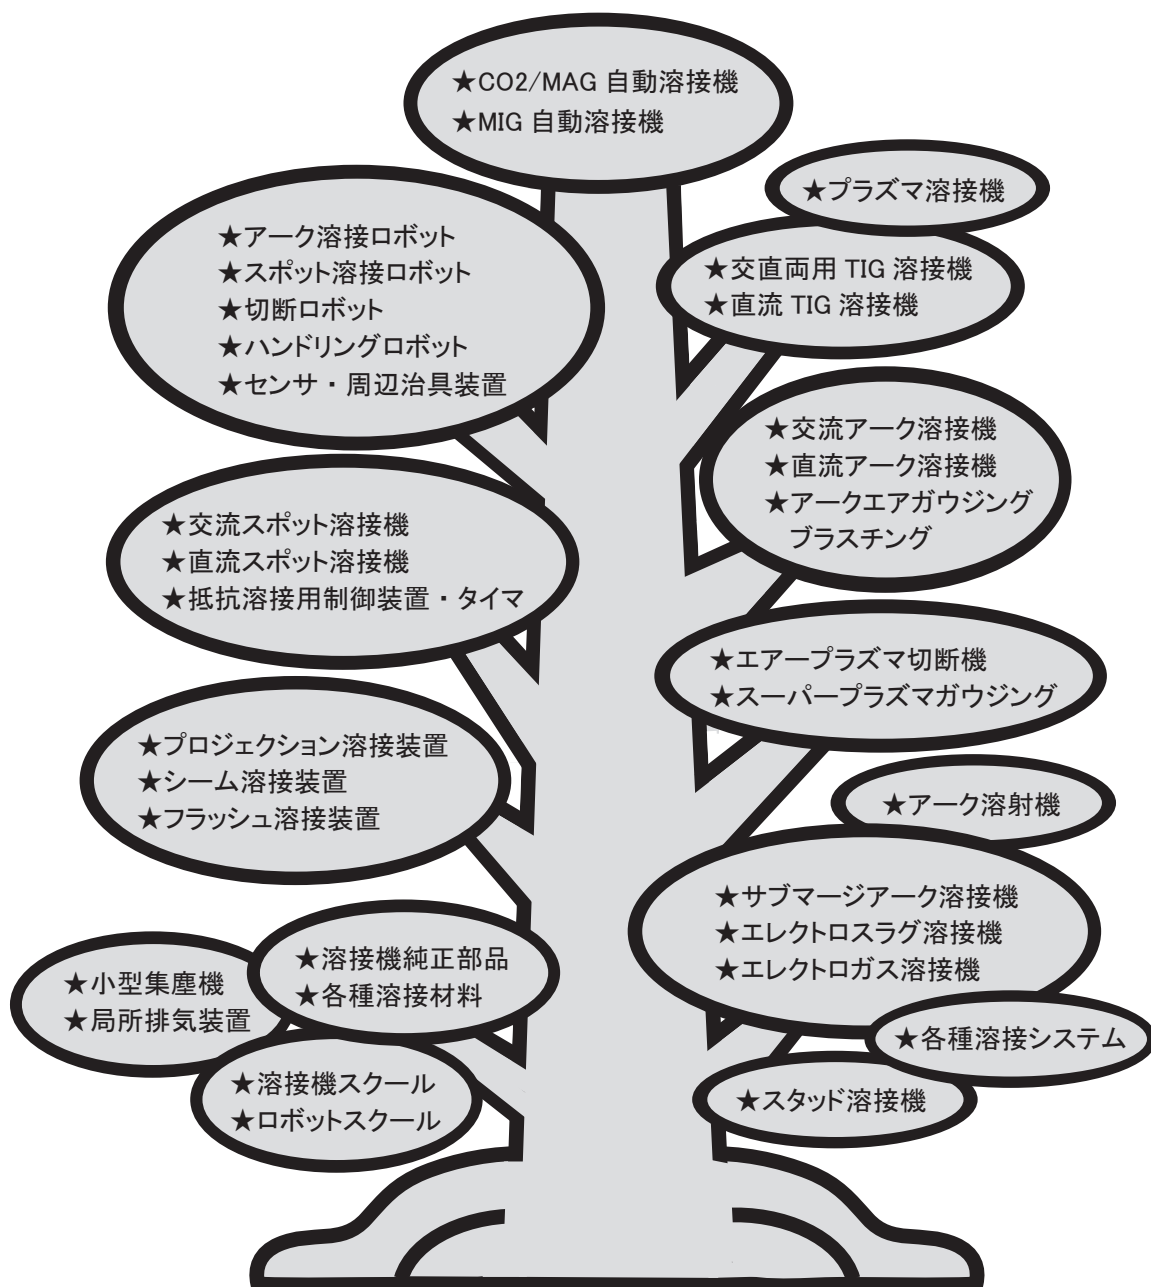 ★CO2/MAG 自動溶接機
★MIG 自動溶接機
★プラズマ溶接機
★交直両用 TIG 溶接機
★直流 TIG 溶接機
★アーク溶接ロボット
★スポット溶接ロボット
★切断ロボット
★ハンドリングロボット
★センサ・周辺治具装置
★交流アーク溶接機
★直流アーク溶接機
★アークエアガウジング
ブラスチング
★交流スポット溶接機
★直流スポット溶接機
★抵抗溶接用制御装置・タイマ
★エアープラズマ切断機
★スーパープラズマガウジング
★プロジェクション溶接装置
★シーム溶接装置
★フラッシュ溶接装置
★アーク溶射機
★サブマージアーク溶接機
★エレクトロスラグ溶接機
★エレクトロガス溶接機
★溶接機純正部品
★各種溶接材料
★小型集塵機
★局所排気装置
★各種溶接システム
★溶接機スクール
★ロボットスクール
★スタッド溶接機